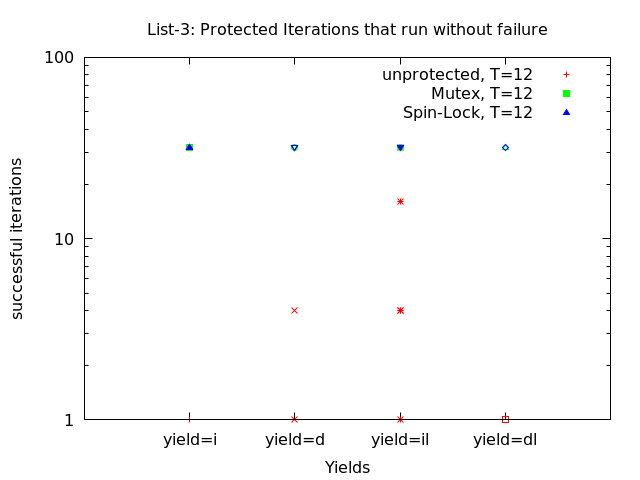 List-3: Protected Iterations that run without failure
100
unprotected, T=12
Mutex, T=12
Spin-Lock, T=12
successful iterations
10
1
yield=i yield=d yield=il yield=dl
Yields